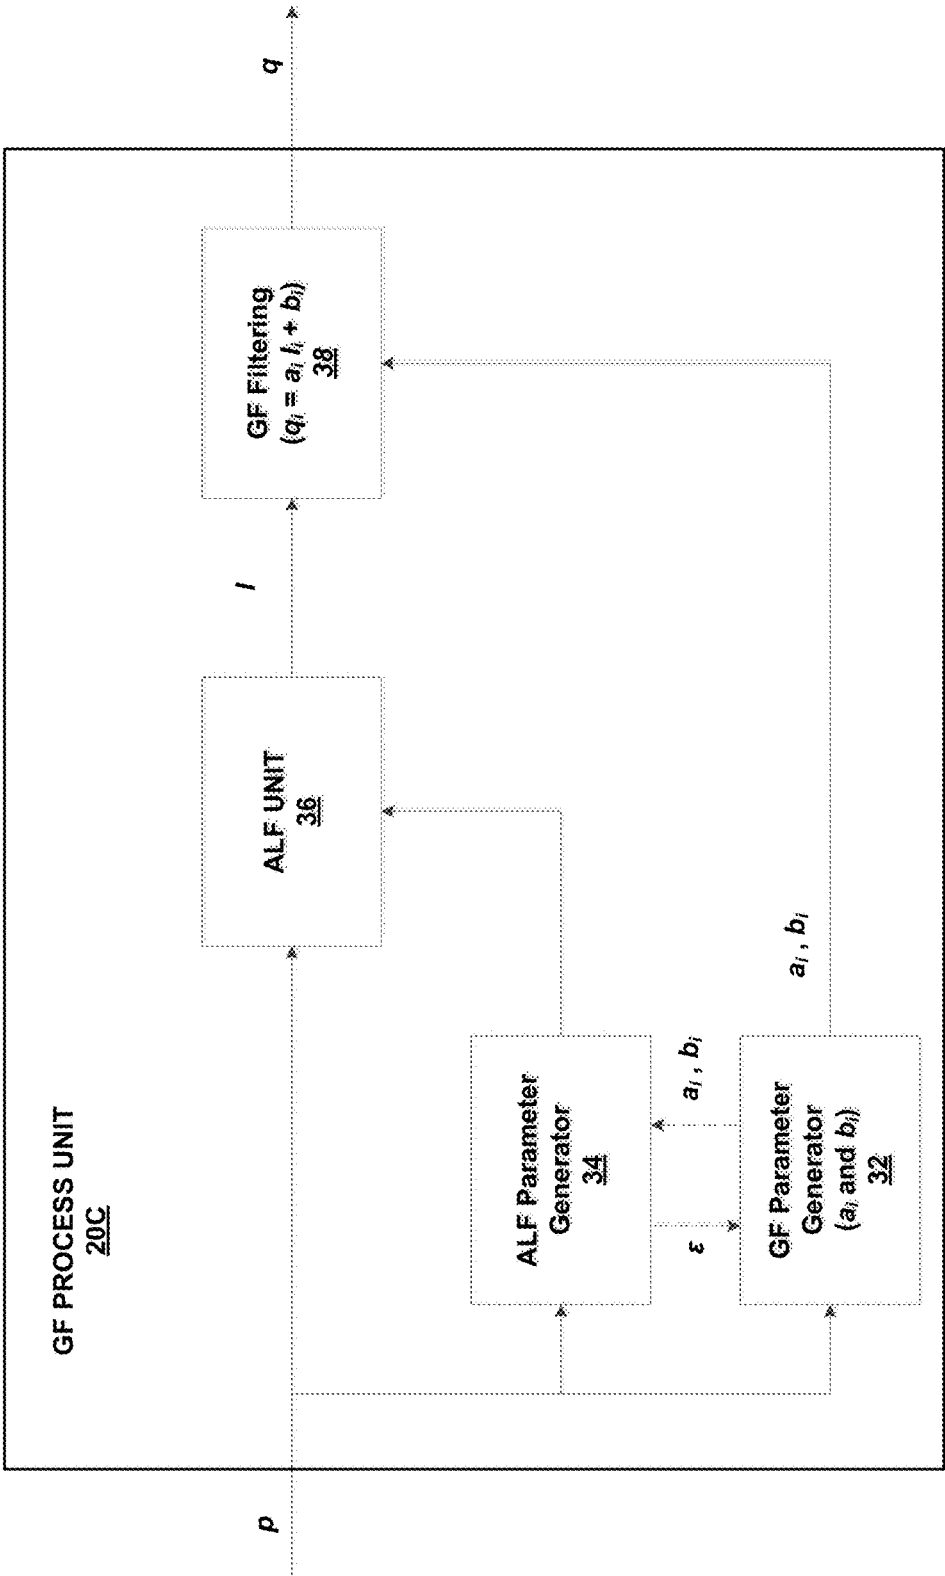 GF PROCESS UNIT
20C
p
ALF UNIT
36
I
GF Filtering
(qᵢ = aᵢ Iᵢ + bᵢ)
38
q
ALF Parameter
Generator
34
ε
aᵢ , bᵢ
GF Parameter
Generator
(aᵢ and bᵢ)
32
aᵢ , bᵢ